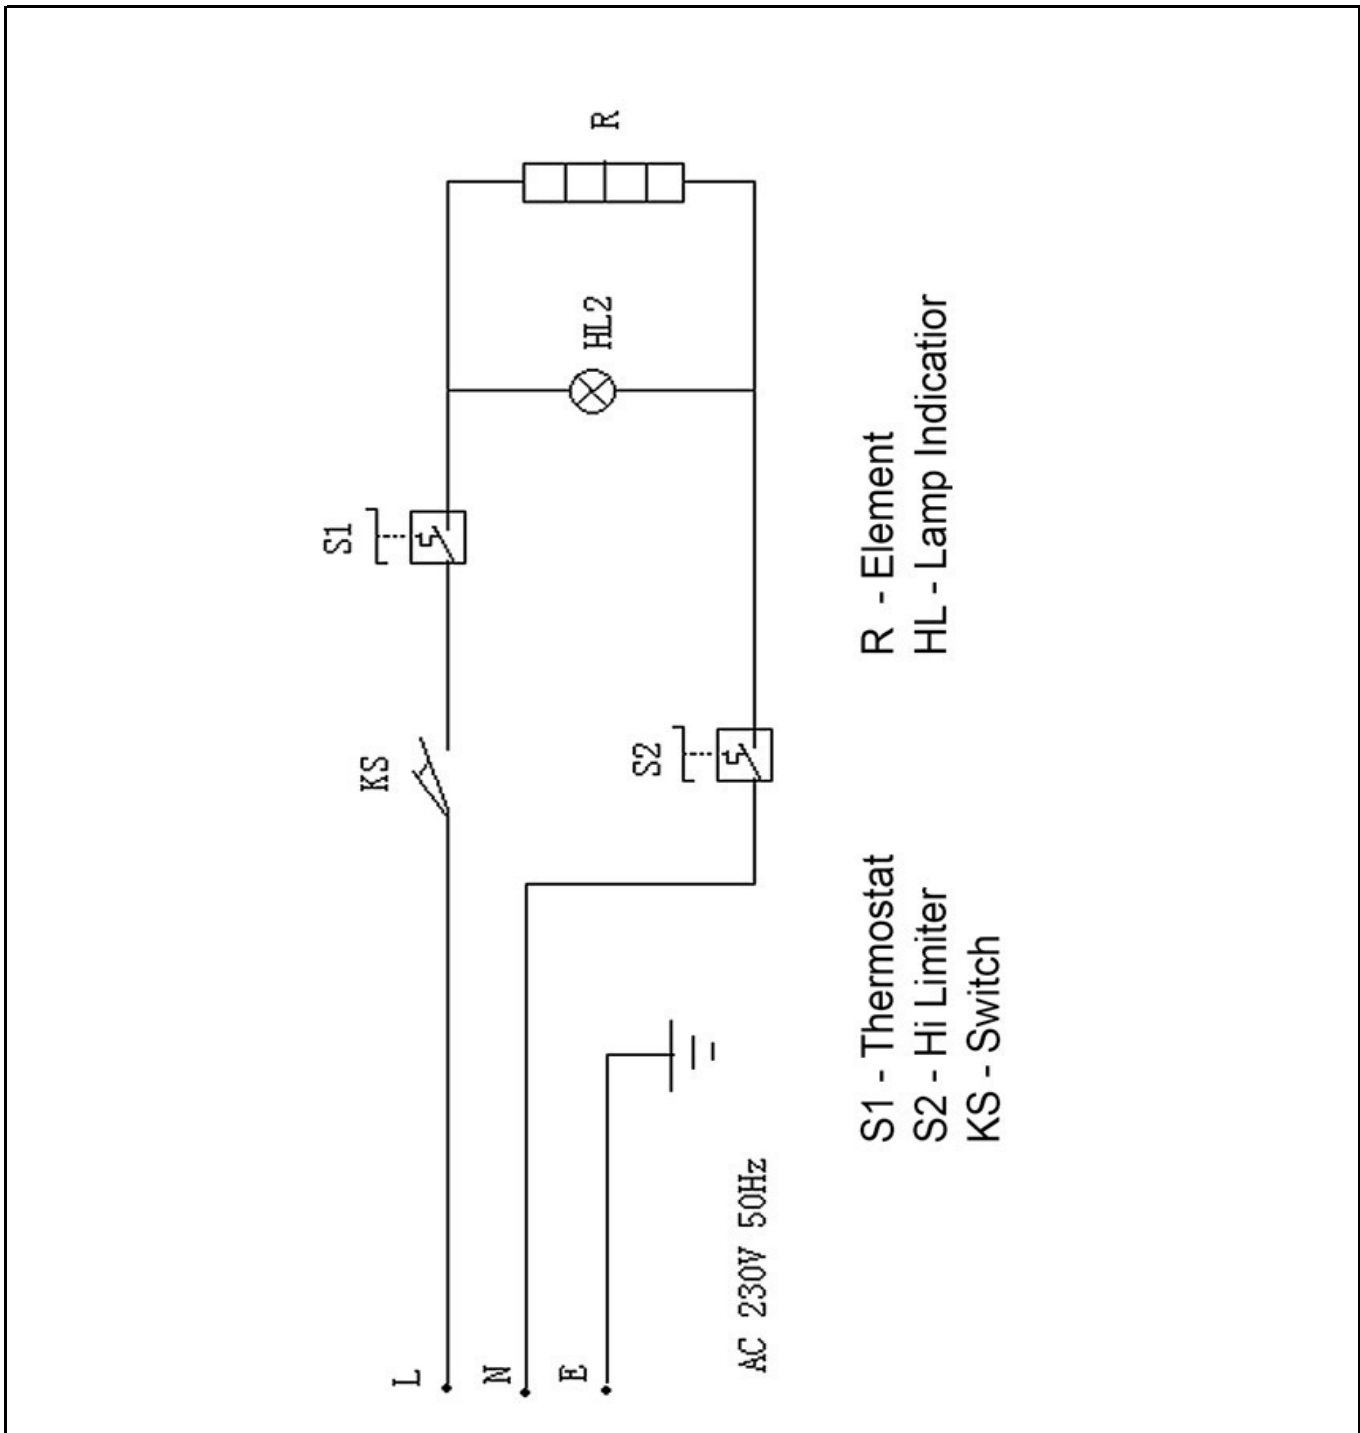 L
N
E
AC 230V 50Hz
KS
S1
S2
HL2
R
S1 - Thermostat
S2 - Hi Limiter
KS - Switch
R - Element
HL - Lamp Indicatior